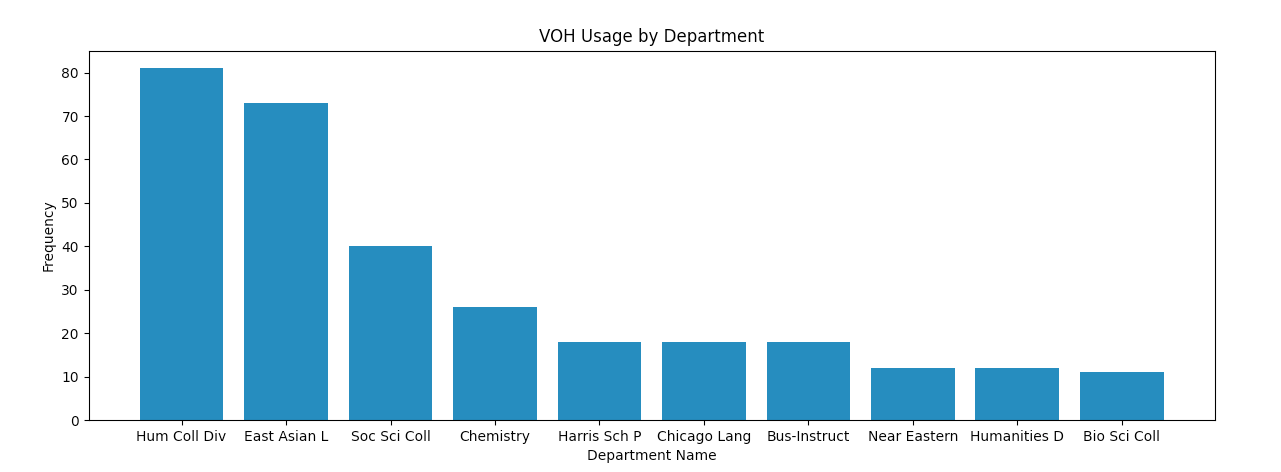 VOH Usage by Department
80
70
60
50
40
30
20
10
0
Frequency
Hum Coll Div East Asian L Soc Sci Coll Chemistry Harris Sch P Chicago Lang Bus-Instruct Near Eastern Humanities D Bio Sci Coll
Department Name